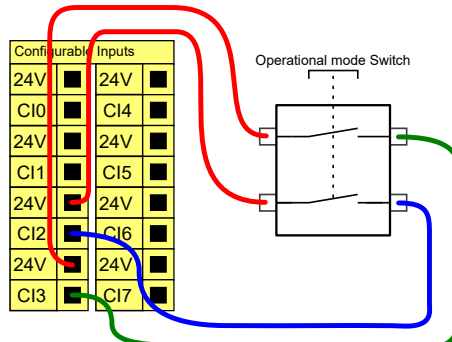 Configurable Inputs
Operational mode Switch
24V 24V
CI0 CI4
24V 24V
CI1 CI5
24V 24V
CI2 CI6
24V 24V
CI3 CI7